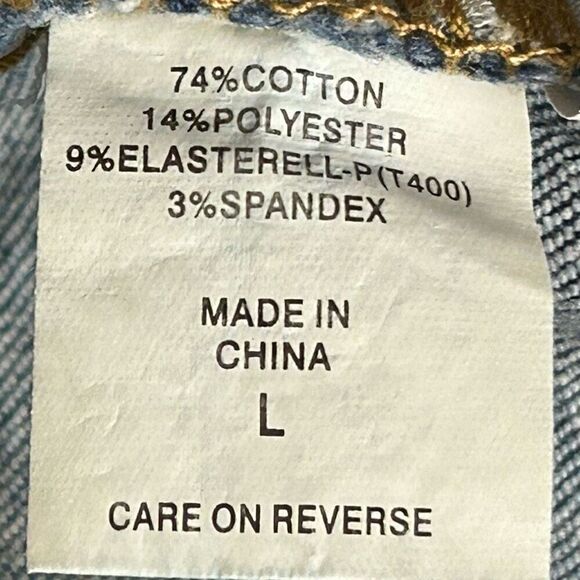 74%COTTON
14%POLYESTER
9%ELASTERELL-P(T400)
3%SPANDEX
MADE IN
CHINA
L
CARE ON REVERSE